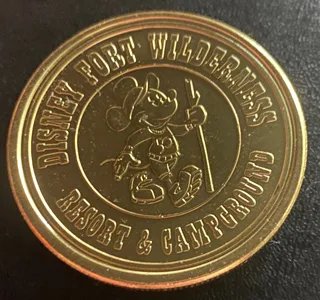 DISNEY FORT WILDERNESS
RESORT & CAMPGROUND